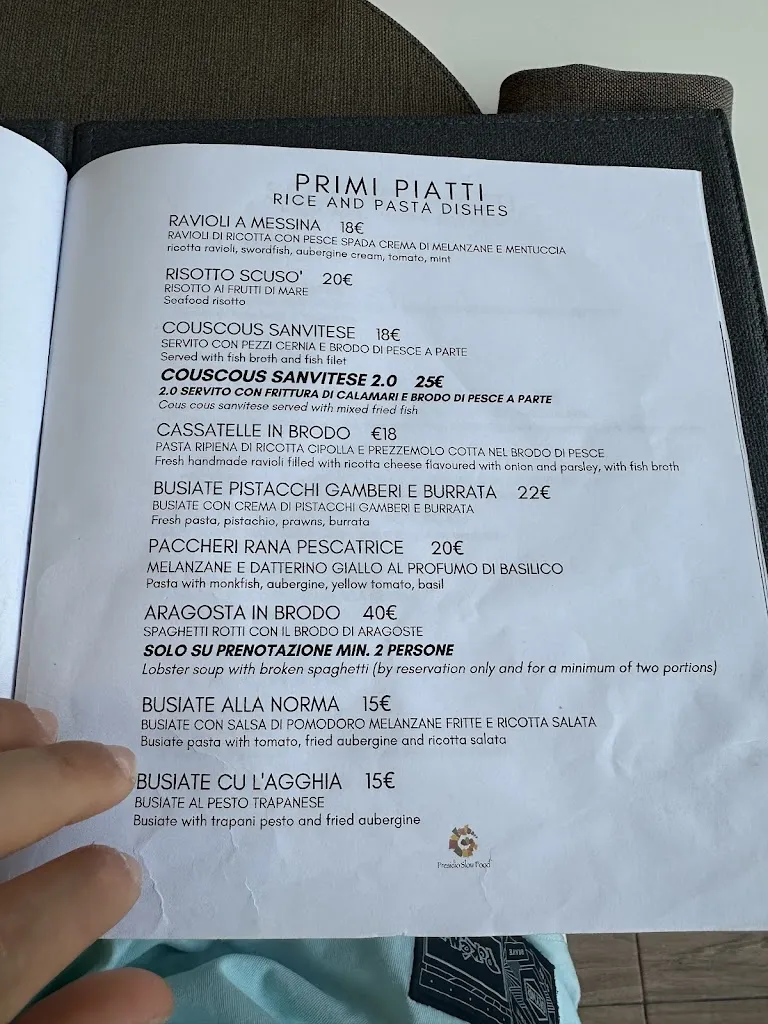 PRIMI PIATTI
RICE AND PASTA DISHES
RAVIOLI A MESSINA 18€
RAVIOLI DI RICOTTA CON PESCE SPADA CREMA DI MELANZANE E MENTUCCIA
ricotta ravioli, swordfish, aubergine cream, tomato, mint
RISOTTO SCUSO' 20€
RISOTTO AI FRUTTI DI MARE
Seafood risotto
COUSCOUS SANVITESE 18€
SERVITO CON PEZZI CERNIA E BRODO DI PESCE A PARTE
Served with fish broth and fish filet
COUSCOUS SANVITESE 2.0 25€
2.0 SERVITO CON FRITTURA DI CALAMARI E BRODO DI PESCE A PARTE
Cous cous sanvitese served with mixed fried fish
CASSATELLE IN BRODO €18
PASTA RIPIENA DI RICOTTA CIPOLLA E PREZZEMOLO COTTA NEL BRODO DI PESCE
Fresh handmade ravioli filled with ricotta cheese flavoured with onion and parsley, with fish broth
BUSIATE PISTACCHI GAMBERI E BURRATA 22€
BUSIATE CON CREMA DI PISTACCHI GAMBERI E BURRATA
Fresh pasta, pistachio, prawns, burrata
PACCHERI RANA PESCATRICE 20€
MELANZANE E DATTERINO GIALLO AL PROFUMO DI BASILICO
Pasta with monkfish, aubergine, yellow tomato, basil
ARAGOSTA IN BRODO 40€
SPAGHETTI ROTTI CON IL BRODO DI ARAGOSTE
SOLO SU PRENOTAZIONE MIN. 2 PERSONE
Lobster soup with broken spaghetti (by reservation only and for a minimum of two portions)
BUSIATE ALLA NORMA 15€
BUSIATE CON SALSA DI POMODORO MELANZANE FRITTE E RICOTTA SALATA
Busiate pasta with tomato, fried aubergine and ricotta salata
BUSIATE CU L'AGGHIA 15€
BUSIATE AL PESTO TRAPANESE
Busiate with trapani pesto and fried aubergine
Presidio Slow Food